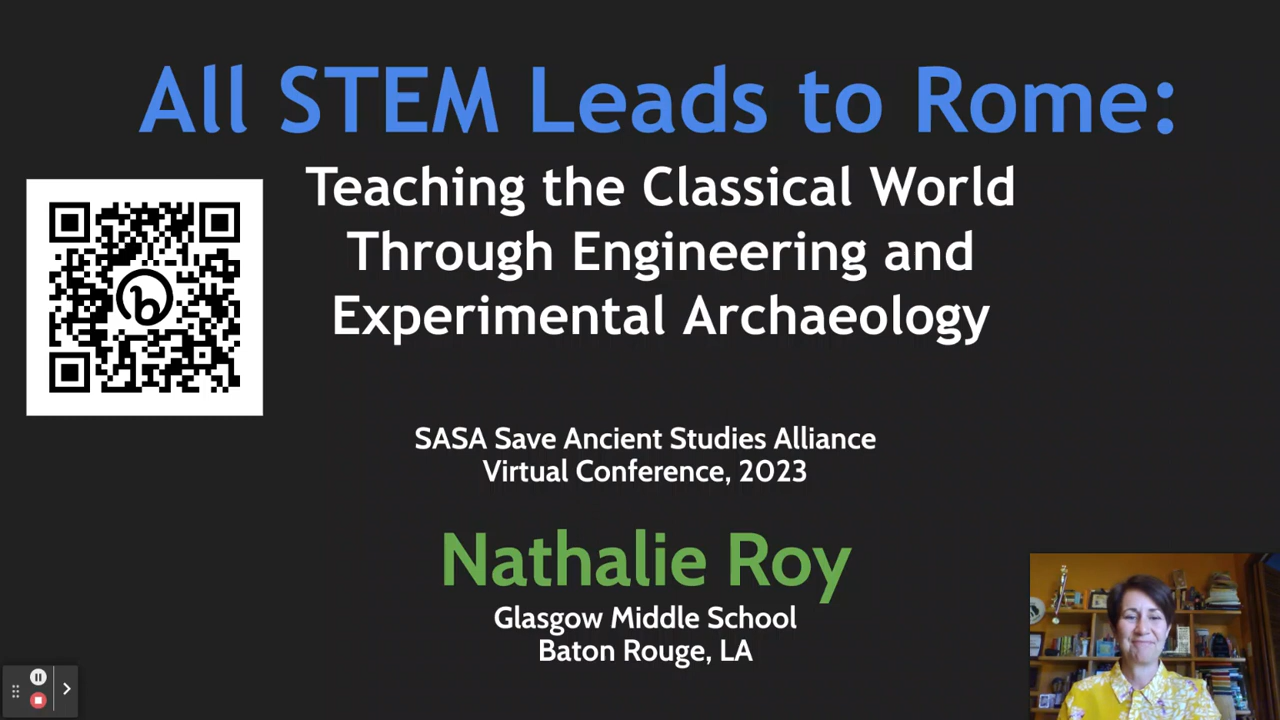 All STEM Leads to Rome:
Teaching the Classical World
Through Engineering and
Experimental Archaeology
SASA Save Ancient Studies Alliance
Virtual Conference, 2023
Nathalie Roy
Glasgow Middle School
Baton Rouge, LA